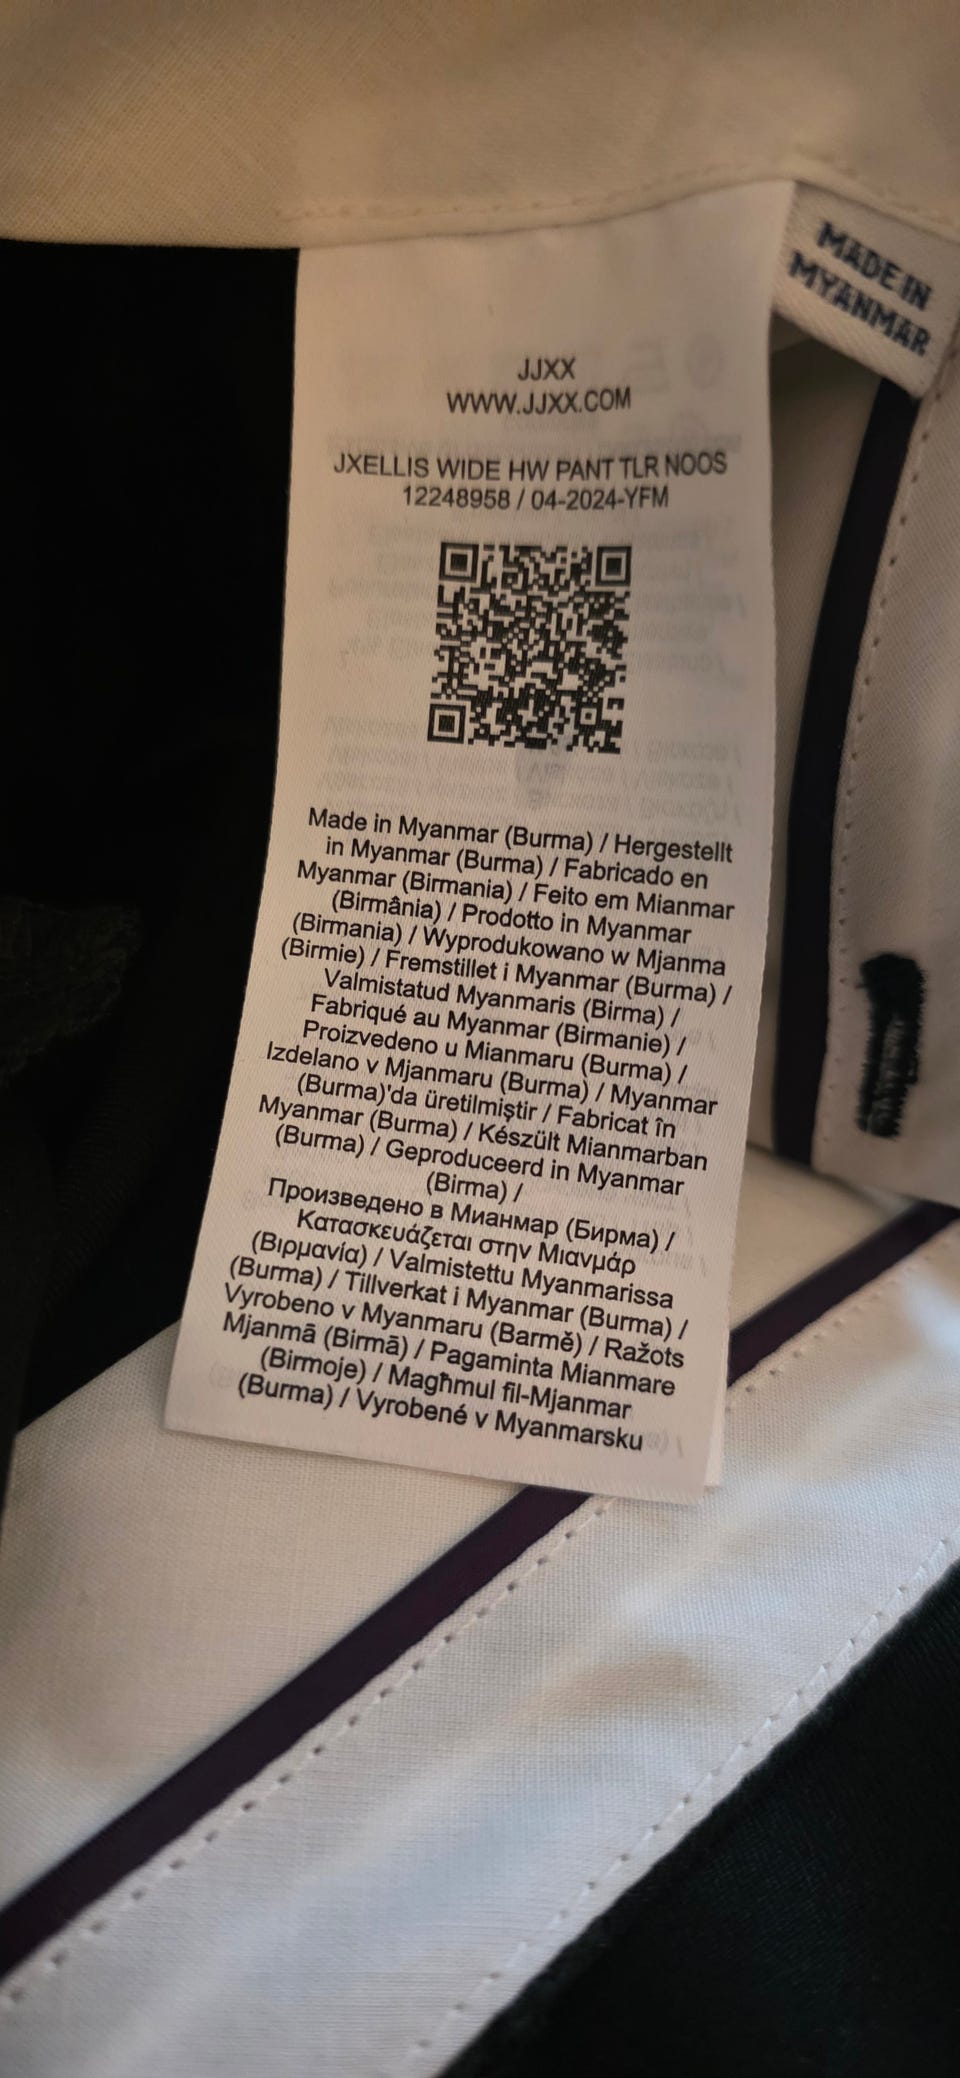 MADE IN
MYANMAR
JJXX
WWW.JJXX.COM
JXELLIS WIDE HW PANT TLR NOOS
12248958 / 04-2024-YFM
Made in Myanmar (Burma) / Hergestellt
in Myanmar (Burma) / Fabricado en
Myanmar (Birmania) / Feito em Mianmar
(Birmânia) / Prodotto in Myanmar
(Birmania) / Wyprodukowano w Mjanma
(Birmie) / Fremstillet i Myanmar (Burma) /
Valmistatud Myanmaris (Birma) /
Fabriqué au Myanmar (Birmanie) /
Proizvedeno u Mianmaru (Burma) /
Izdelano v Mjanmaru (Burma) / Myanmar
(Burma)'da üretilmiştir / Fabricat în
Myanmar (Burma) / Készült Mianmarban
(Burma) / Geproduceerd in Myanmar
(Birma) /
Произведено в Мианмар (Бирма) /
Κατασκευάζεται στην Μιανμάρ
(Βιρμανία) / Valmistettu Myanmarissa
(Burma) / Tillverkat i Myanmar (Burma) /
Vyrobeno v Myanmaru (Barmě) / Ražots
Mjanmā (Birmā) / Pagaminta Mianmare
(Birmoje) / Magħmul fil-Mjanmar
(Burma) / Vyrobené v Myanmarsku